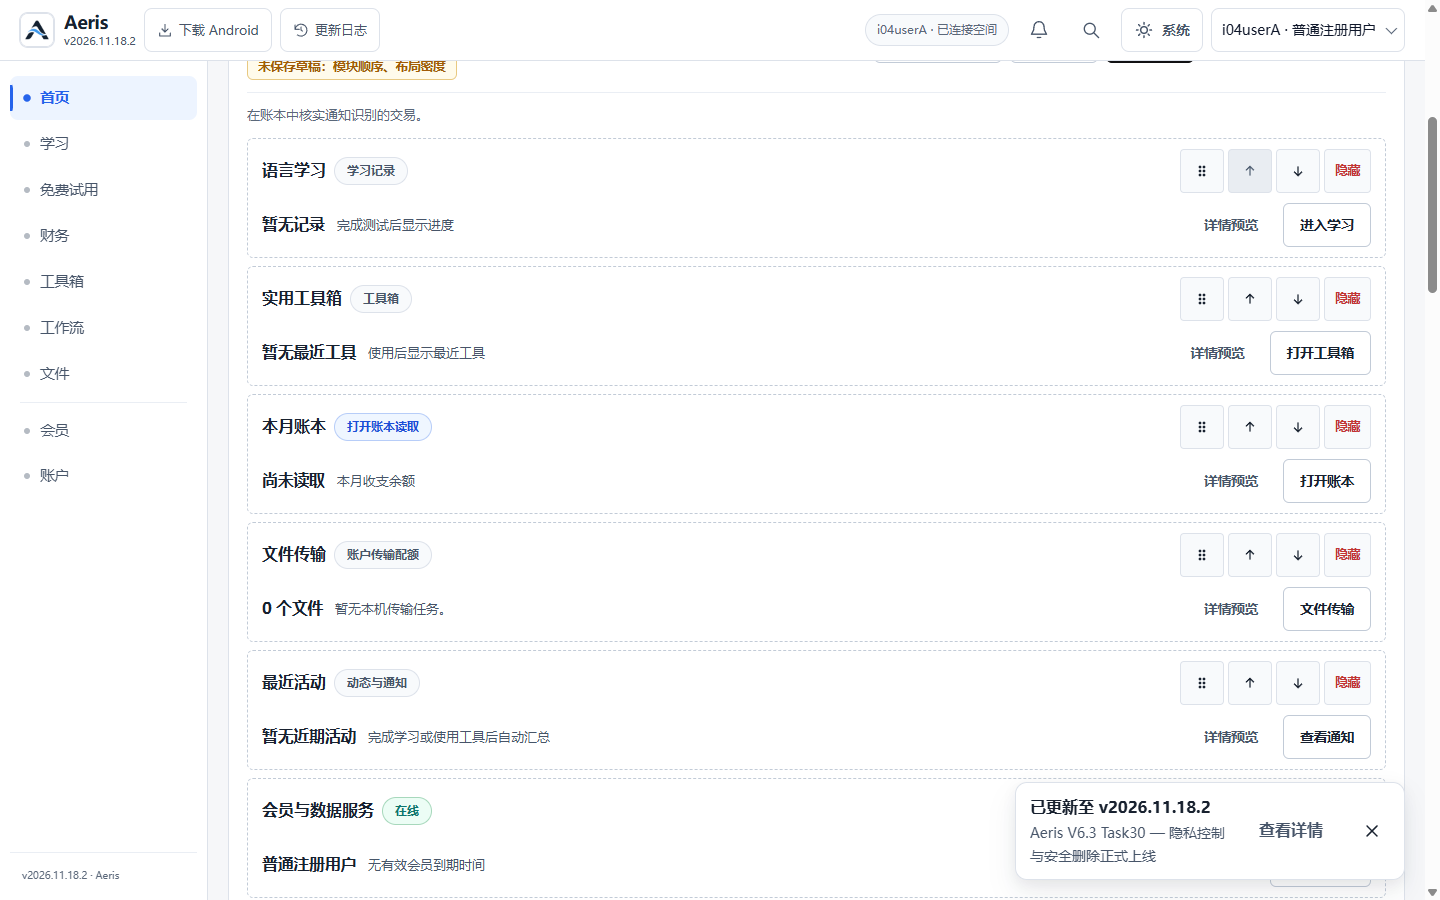 Aeris
v2026.11.18.2
下载 Android
更新日志
i04userA · 已连接空间
系统
i04userA · 普通注册用户
首页
学习
免费试用
财务
工具箱
工作流
文件
会员
账户
v2026.11.18.2 · Aeris
未保存草稿：模块顺序、布局密度
在账本中核实通知识别的交易。
语言学习 学习记录
隐藏
暂无记录 完成测试后显示进度
详情预览 进入学习
实用工具箱 工具箱
隐藏
暂无最近工具 使用后显示最近工具
详情预览 打开工具箱
本月账本 打开账本读取
隐藏
尚未读取 本月收支余额
详情预览 打开账本
文件传输 账户传输配额
隐藏
0 个文件 暂无本机传输任务。
详情预览 文件传输
最近活动 动态与通知
隐藏
暂无近期活动 完成学习或使用工具后自动汇总
详情预览 查看通知
会员与数据服务 在线
普通注册用户 无有效会员到期时间
已更新至 v2026.11.18.2
Aeris V6.3 Task30 — 隐私控制
与安全删除正式上线
查看详情